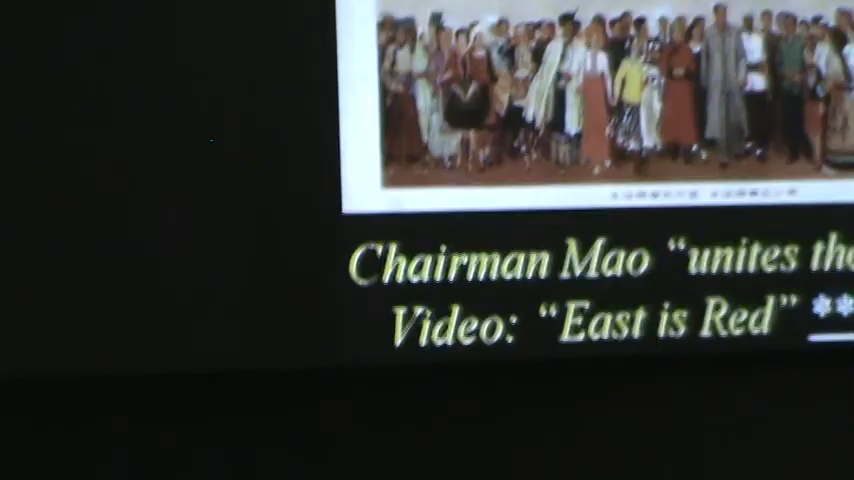 Chairman Mao “unites the
Video: “East is Red” **